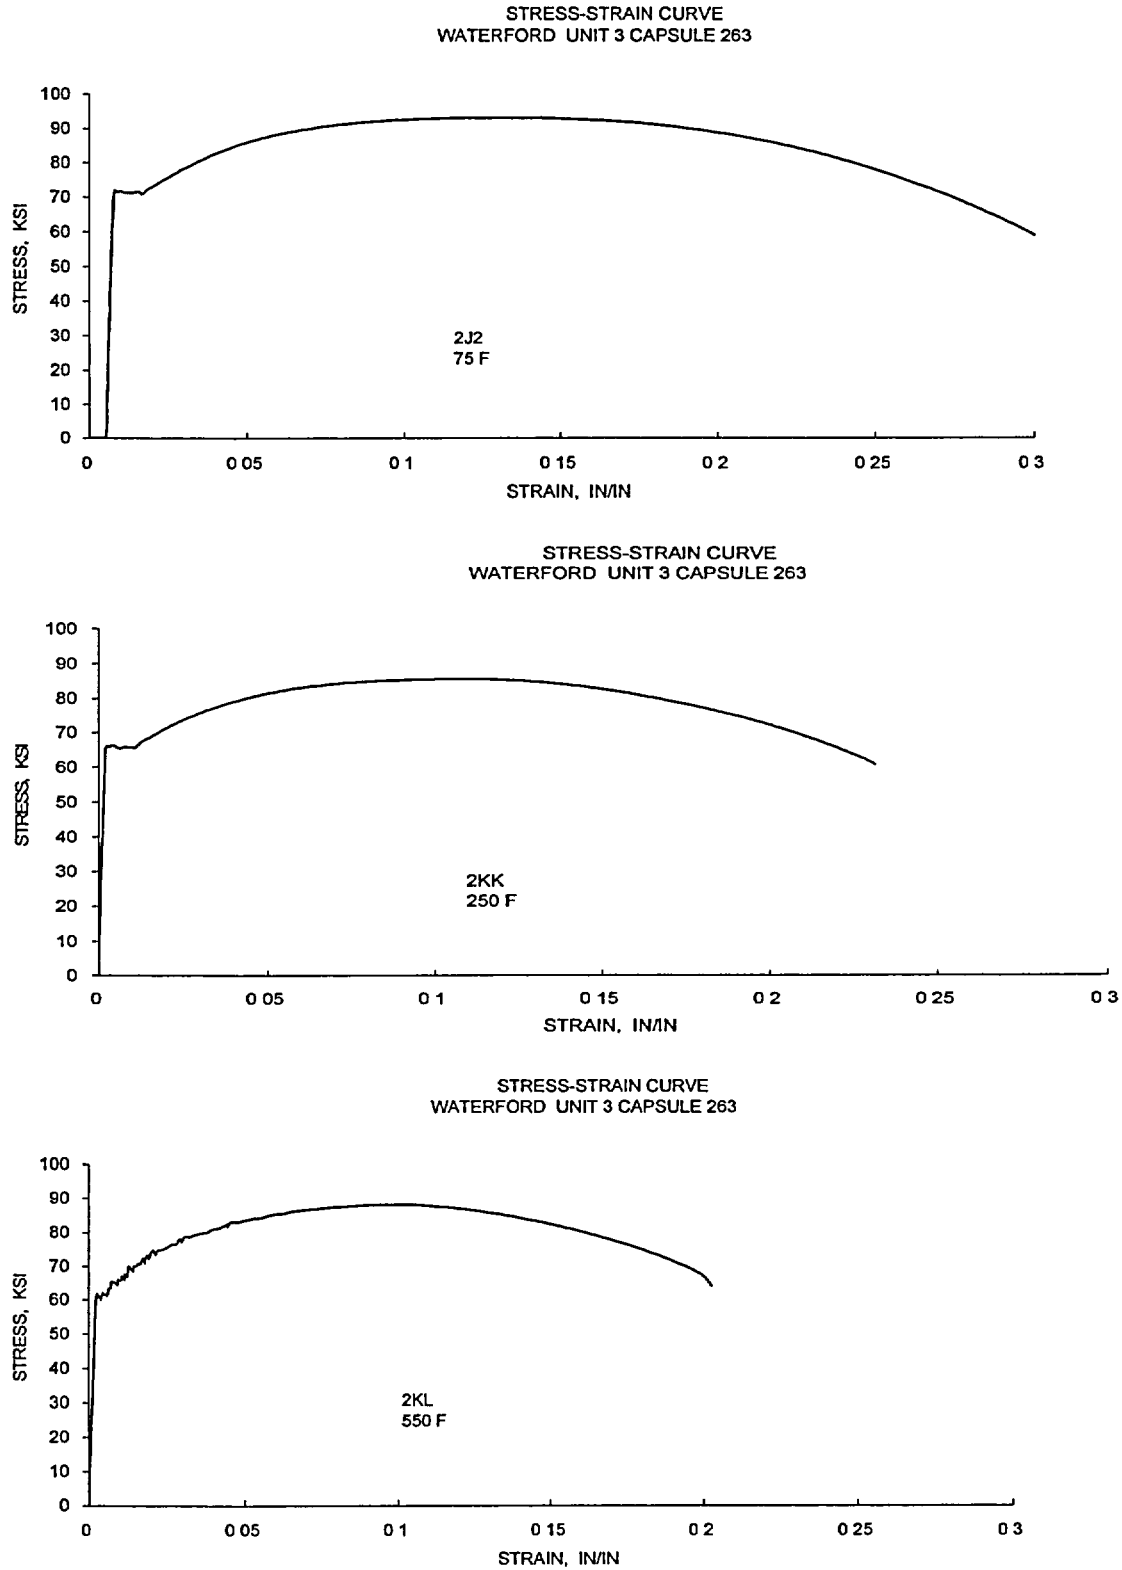 STRESS-STRAIN CURVE
WATERFORD UNIT 3 CAPSULE 263
100
90
80
70
60
50
40
30
20
10
0
STRESS, KSI
2J2
75 F
0 0 05 0 1 0 15 0 2 0 25 0 3
STRAIN, IN/IN
STRESS-STRAIN CURVE
WATERFORD UNIT 3 CAPSULE 263
100
90
80
70
60
50
40
30
20
10
0
STRESS, KSI
2KK
250 F
0 0 05 0 1 0 15 0 2 0 25 0 3
STRAIN, IN/IN
STRESS-STRAIN CURVE
WATERFORD UNIT 3 CAPSULE 263
100
90
80
70
60
50
40
30
20
10
0
STRESS, KSI
2KL
550 F
0 0 05 0 1 0 15 0 2 0 25 0 3
STRAIN, IN/IN